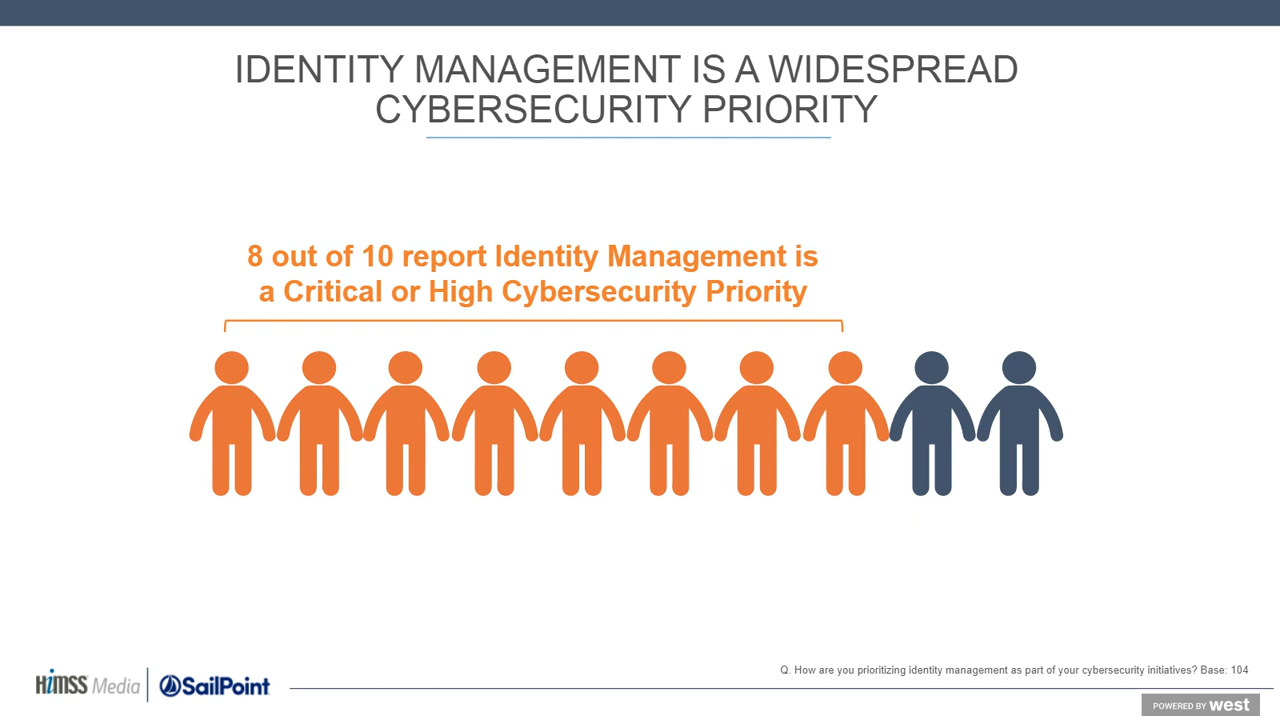 IDENTITY MANAGEMENT IS A WIDESPREAD
CYBERSECURITY PRIORITY
8 out of 10 report Identity Management is
a Critical or High Cybersecurity Priority
Q. How are you prioritizing identity management as part of your cybersecurity initiatives? Base: 104
HiMSS Media
SailPoint
POWERED BY west